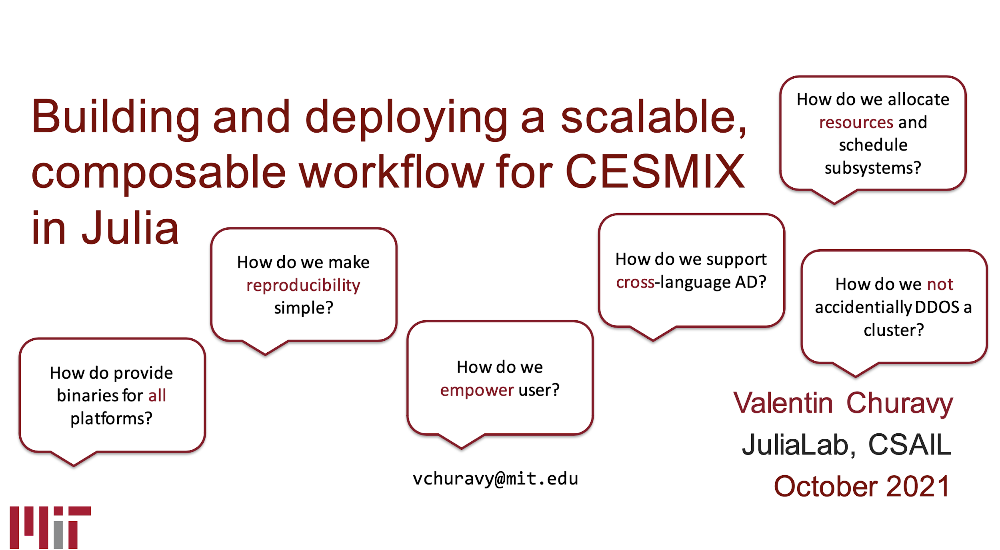 Building and deploying a scalable,
composable workflow for CESMIX
in Julia
How do we allocate
resources and
schedule
subsystems?
How do we make
reproducibility
simple?
How do we support
cross-language AD?
How do we not
accidentially DDOS a
cluster?
How do provide
binaries for all
platforms?
How do we
empower user?
Valentin Churavy
JuliaLab, CSAIL
October 2021
vchuravy@mit.edu
MIT